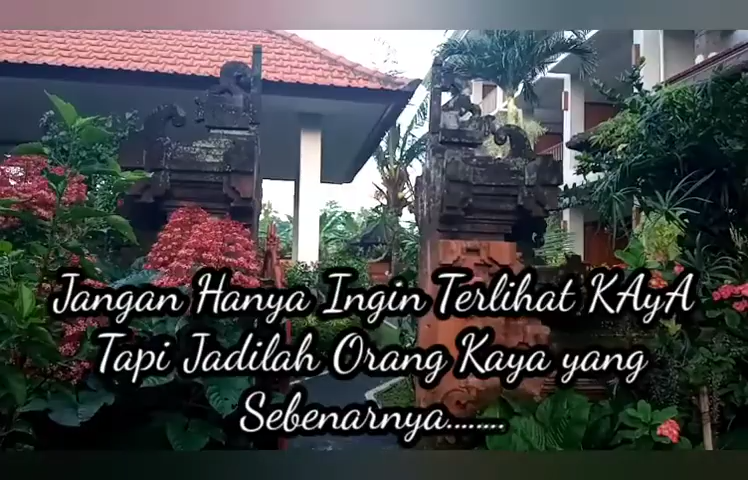 Jangan Hanya Ingin Terlihat KAyA
Tapi Jadilah Orang Kaya yang
Sebenarnya........